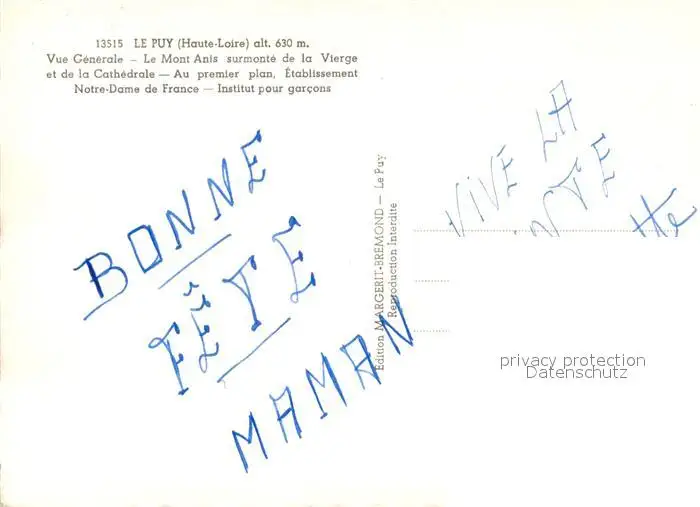 13515 LE PUY (Haute-Loire) alt. 630 m.
Vue Générale — Le Mont Anis surmonté de la Vierge
et de la Cathédrale — Au premier plan, Établissement
Notre-Dame de France — Institut pour garçons
BONNE
FÊTE
MAMAN
Édition MARGERIT-BREMOND — Le Puy
Reproduction Interdite
VIVE LA
privacy protection
Datenschutz